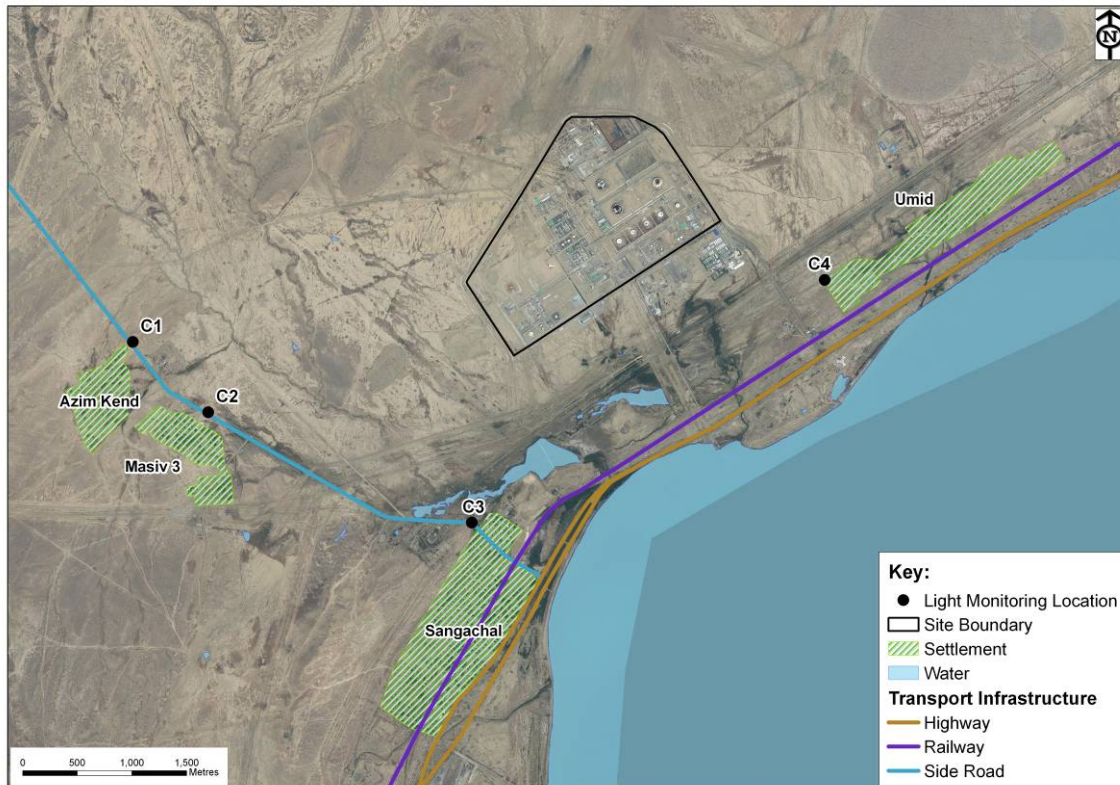 N
Umid
C4
C1
Azim Kend
C2
Masiv 3
C3
Sangachal
Key:
Light Monitoring Location
Site Boundary
Settlement
Water
Transport Infrastructure
Highway
Railway
Side Road
0 500 1,000 1,500
Metres